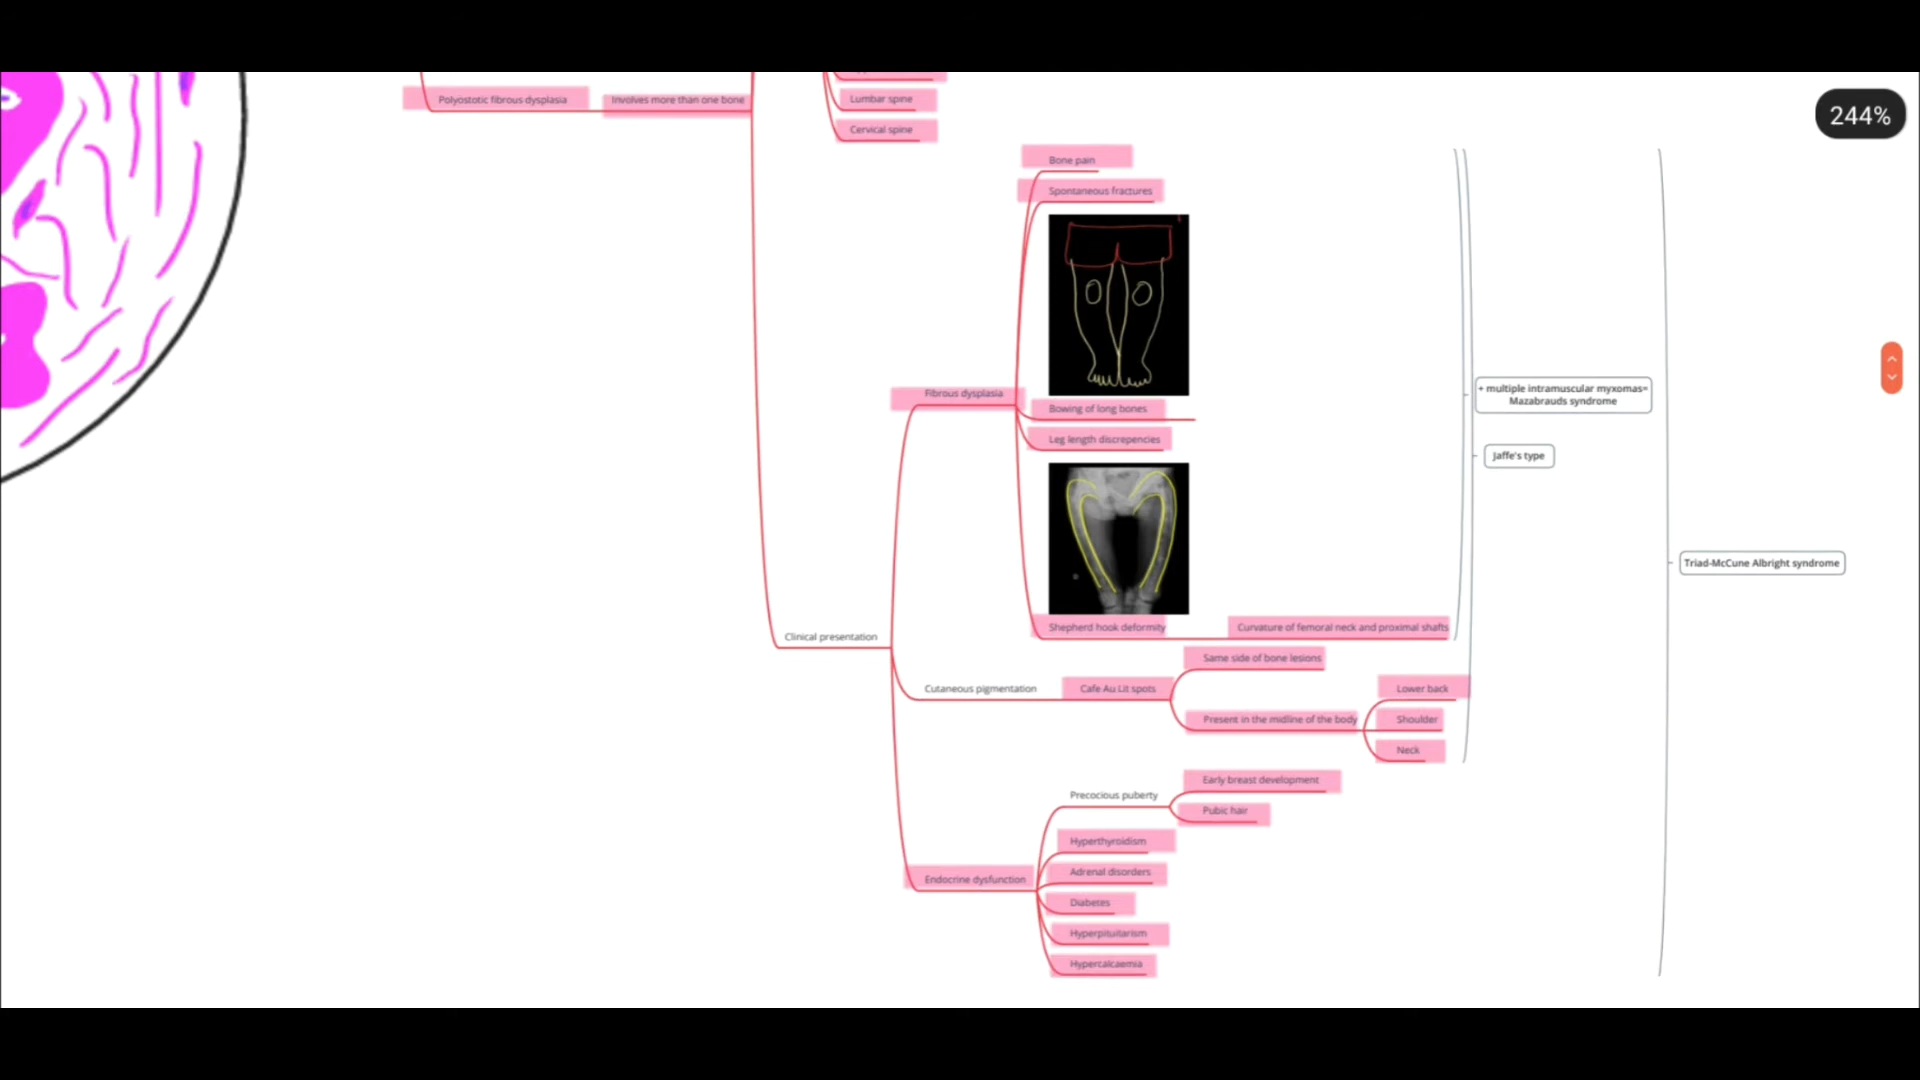 244%
Polyostotic fibrous dysplasia
Involves more than one bone
Lumbar spine
Cervical spine
Bone pain
Spontaneous fractures
Fibrous dysplasia
Bowing of long bones
Leg length discrepencies
Shepherd hook deformity
Curvature of femoral neck and proximal shafts
+ multiple intramuscular myxomas=
Mazabrauds syndrome
Jaffe's type
Triad-McCune Albright syndrome
Clinical presentation
Cutaneous pigmentation
Cafe Au Lit spots
Same side of bone lesions
Present in the midline of the body
Lower back
Shoulder
Neck
Endocrine dysfunction
Precocious puberty
Early breast development
Pubic hair
Hyperthyroidism
Adrenal disorders
Diabetes
Hyperpituitarism
Hypercalcaemia